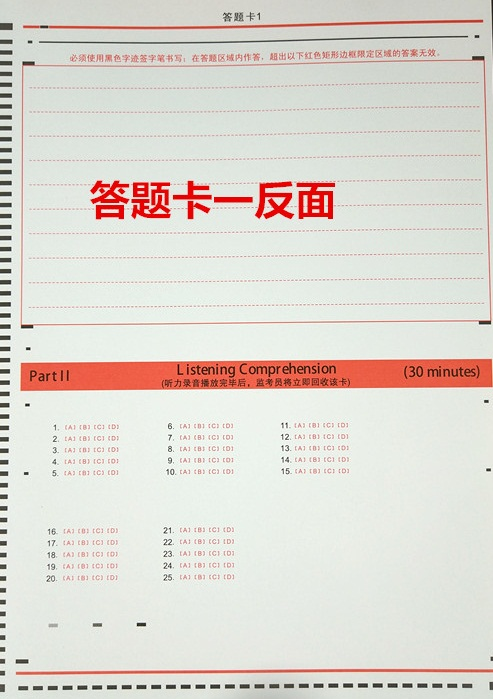 答题卡1
必须使用黑色字迹签字笔书写；在答题区域内作答，超出以下红色矩形边框限定区域的答案无效。
答题卡一反面
Part II Listening Comprehension (30 minutes)
(听力录音播放完毕后，监考员将立即回收该卡)
1. [A] [B] [C] [D] 6. [A] [B] [C] [D] 11. [A] [B] [C] [D]
2. [A] [B] [C] [D] 7. [A] [B] [C] [D] 12. [A] [B] [C] [D]
3. [A] [B] [C] [D] 8. [A] [B] [C] [D] 13. [A] [B] [C] [D]
4. [A] [B] [C] [D] 9. [A] [B] [C] [D] 14. [A] [B] [C] [D]
5. [A] [B] [C] [D] 10. [A] [B] [C] [D] 15. [A] [B] [C] [D]
16. [A] [B] [C] [D] 21. [A] [B] [C] [D]
17. [A] [B] [C] [D] 22. [A] [B] [C] [D]
18. [A] [B] [C] [D] 23. [A] [B] [C] [D]
19. [A] [B] [C] [D] 24. [A] [B] [C] [D]
20. [A] [B] [C] [D] 25. [A] [B] [C] [D]